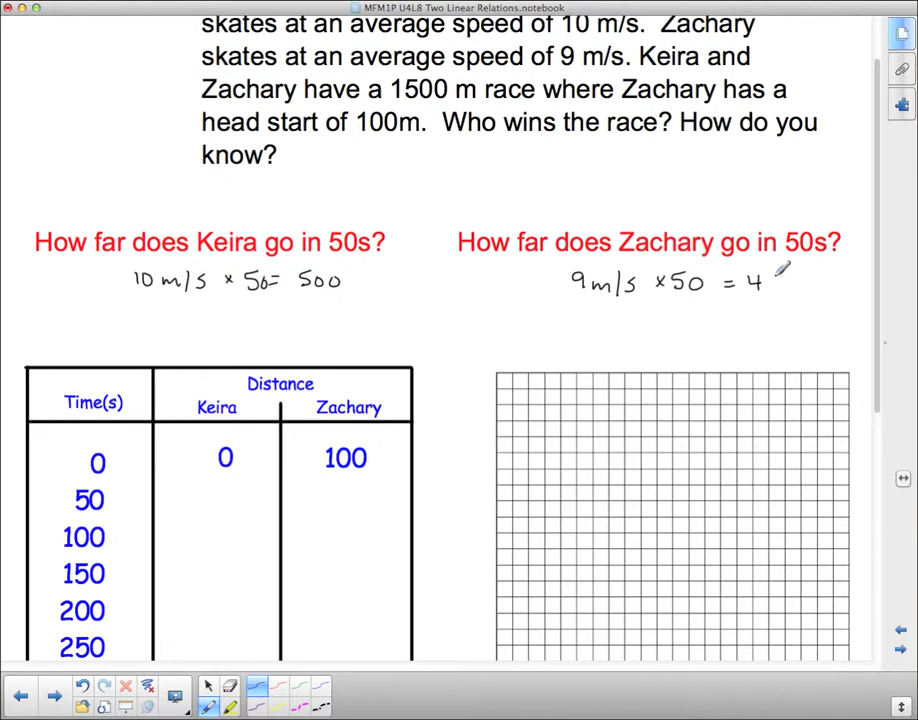 MFM1P U4L8 Two Linear Relations.notebook
skates at an average speed of 10 m/s.  Zachary
skates at an average speed of 9 m/s. Keira and
Zachary have a 1500 m race where Zachary has a
head start of 100m.  Who wins the race? How do you
know?
How far does Keira go in 50s?
How far does Zachary go in 50s?
10 m/s × 50 = 500
9 m/s × 50 = 4
Time(s)
Distance
Keira
Zachary
0 0 100
50
100
150
200
250